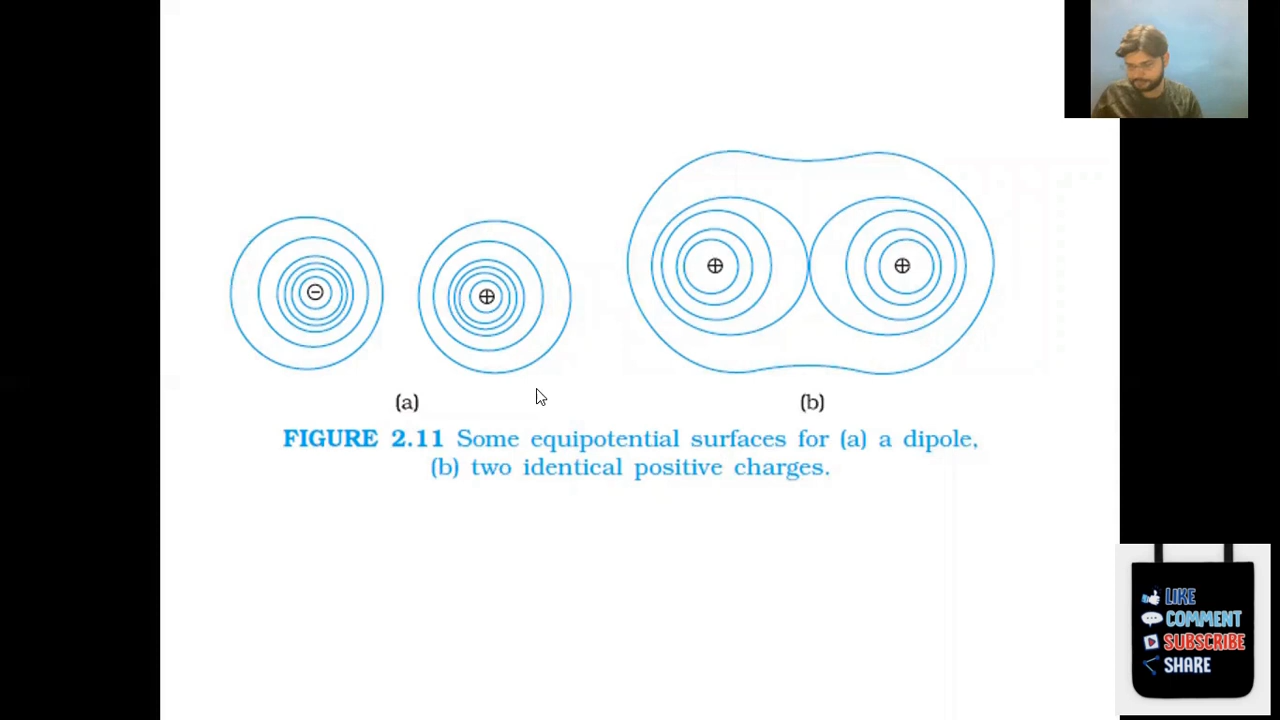 (a)
(b)
FIGURE 2.11 Some equipotential surfaces for (a) a dipole,
(b) two identical positive charges.
LIKE
COMMENT
SUBSCRIBE
SHARE